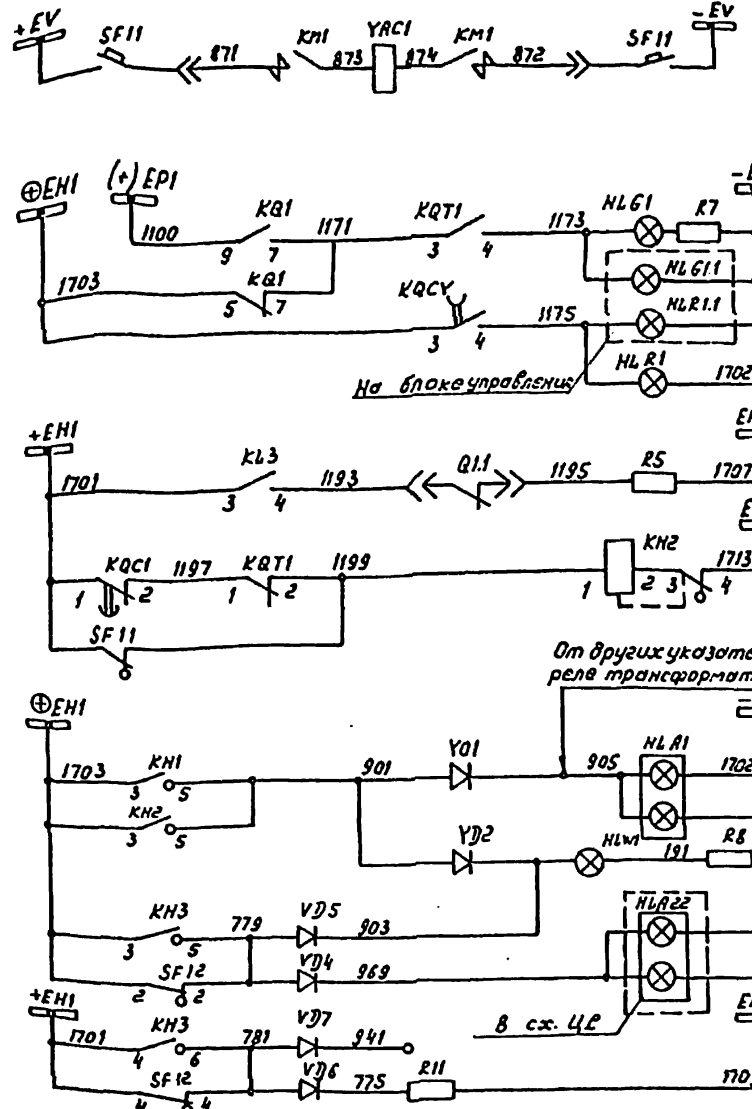 +EV SF11 871 KM1 873 YAC1 874 KM1 872 SF11 -EV
⊕EH1 (+) EP1
1100 KQ1 1171 KQT1 1173 HLG1 R7
9 7 3 4
1703 KQ1 HLG1.1
5 7
KQCY 1175 HLR1.1
3 4
HLR1 1702
На блоке управления
+EH1
1701 KL3 1193 Q1.1 1195 R5 1707
3 4
KQC1 1197 KQT1 1199 KH2 1713
1 2 1 2 1 2 3 4
SF11
От других указате
реле трансформат
⊕EH1
1703 KH1 901 YD1 905 HLA1 1702
3 5
KH2
3 5
YD2 HLW1 191 R8
KH3 779 VD5 903 HLA22
3 5
SF12 VD4 969
2 2
+EH1
В сх. ЦС
1701 KH3 781 VD7 941
4 6
SF12 VD6 775 R11 170
4 4